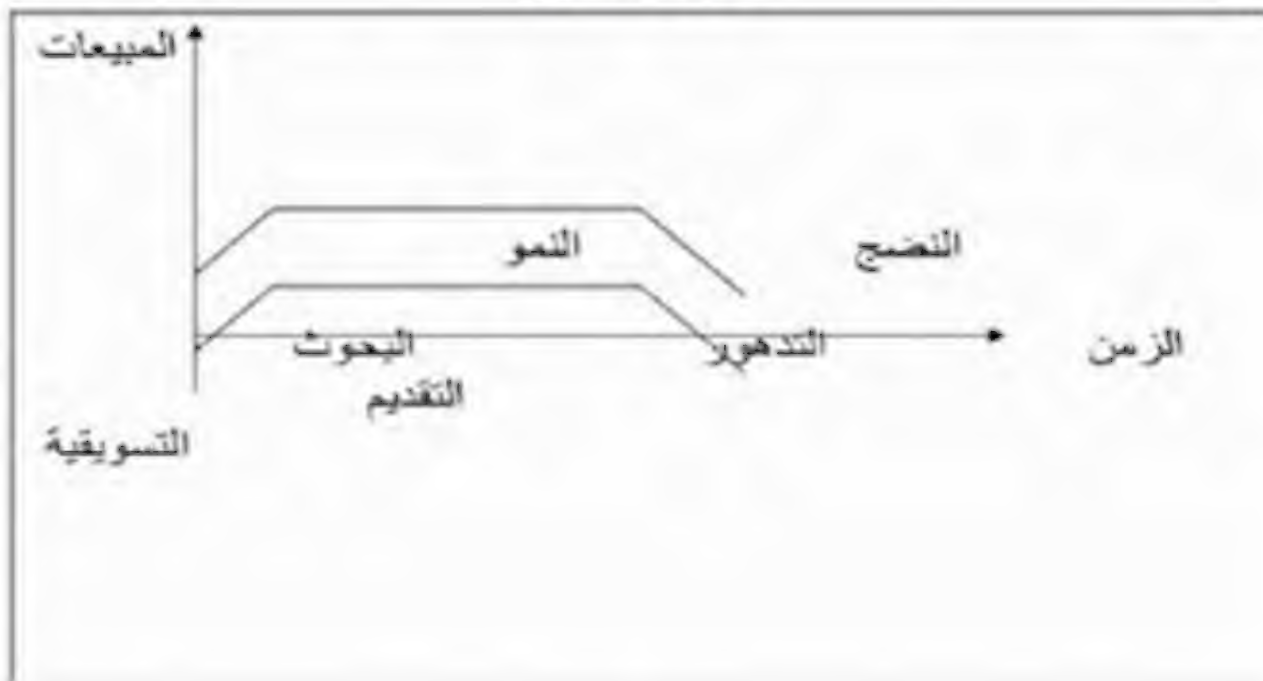 المبيعات
النمو
النضج
البحوث
التدهور
الزمن
التقديم
التسويقية